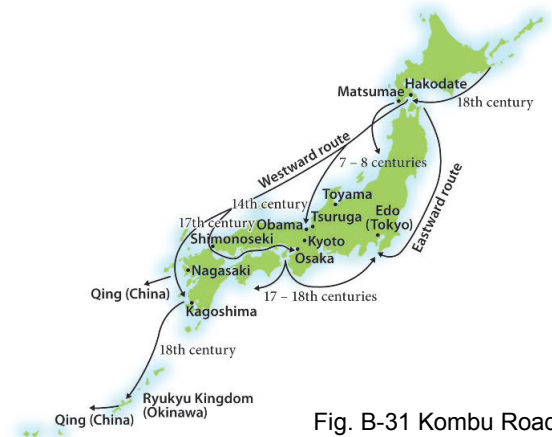 Hakodate
Matsumae
18th century
Westward route
7 – 8 centuries
Eastward route
14th century
Toyama
17th century
Obama
Tsuruga
Edo
(Tokyo)
Shimonoseki
Kyoto
Osaka
Nagasaki
Qing (China)
17 – 18th centuries
Kagoshima
18th century
Ryukyu Kingdom
(Okinawa)
Qing (China)
Fig. B-31 Kombu Road